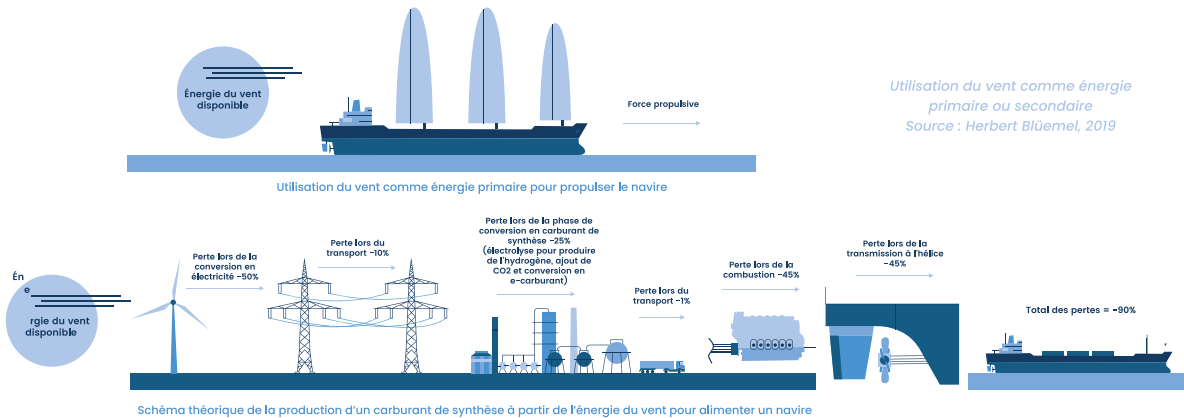 Énergie du vent
disponible
Force propulsive
Utilisation du vent comme énergie
primaire ou secondaire
Source : Herbert Blüemel, 2019
Utilisation du vent comme énergie primaire pour propulser le navire
Én
e
rgie du vent
disponible
Perte lors de la
conversion en
électricité -50%
Perte lors du
transport -10%
Perte lors de la phase de
conversion en carburant de
synthèse -25%
(électrolyse pour produire
de l'hydrogène, ajout de
CO2 et conversion en
e-carburant)
Perte lors du
transport -1%
Perte lors de la
combustion -45%
Perte lors de la
transmission à l'hélice
-45%
Total des pertes = -90%
Schéma théorique de la production d'un carburant de synthèse à partir de l'énergie du vent pour alimenter un navire